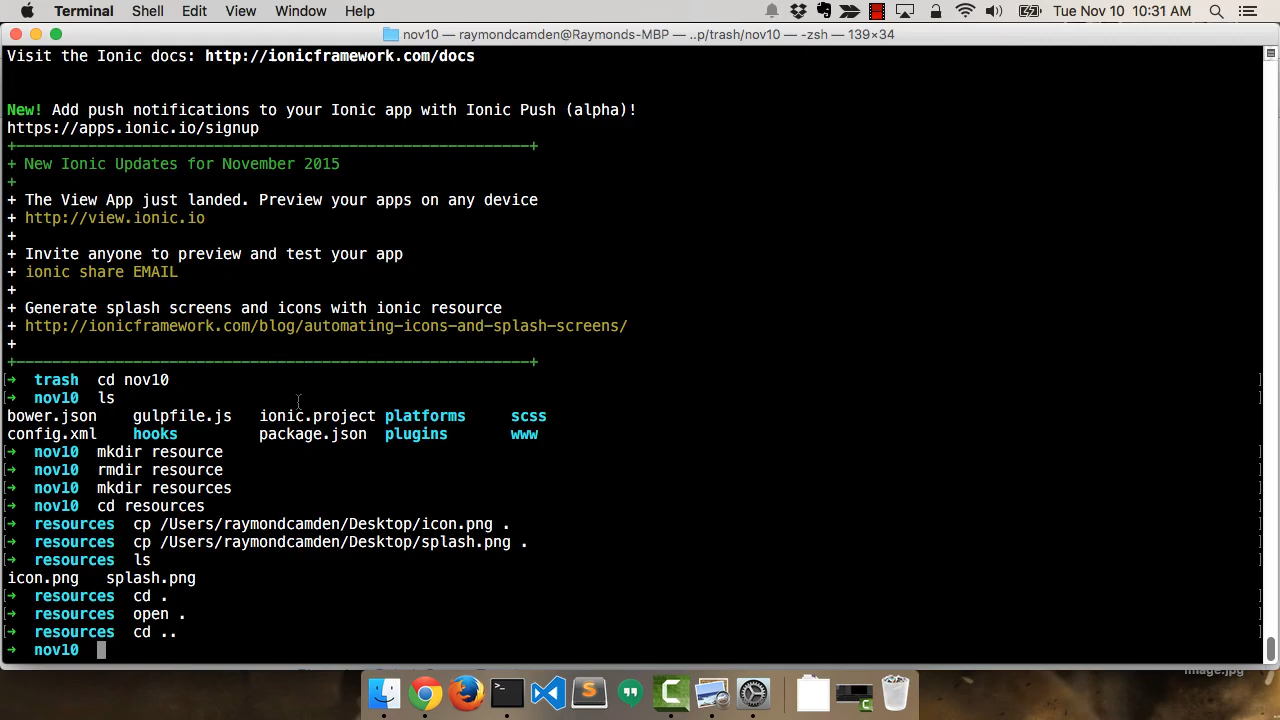 Terminal Shell Edit View Window Help Tue Nov 10 10:31 AM
nov10 — raymondcamden@Raymonds-MBP — ..p/trash/nov10 — -zsh — 139×34
Visit the Ionic docs: http://ionicframework.com/docs
New! Add push notifications to your Ionic app with Ionic Push (alpha)!
https://apps.ionic.io/signup
+---------------------------------------------------------+
+ New Ionic Updates for November 2015
+
+ The View App just landed. Preview your apps on any device
+ http://view.ionic.io
+
+ Invite anyone to preview and test your app
+ ionic share EMAIL
+
+ Generate splash screens and icons with ionic resource
+ http://ionicframework.com/blog/automating-icons-and-splash-screens/
+
+---------------------------------------------------------+
[→ trash cd nov10 ]
[→ nov10 ls ]
bower.json gulpfile.js ionic.project platforms scss
config.xml hooks package.json plugins www
[→ nov10 mkdir resource ]
[→ nov10 rmdir resource ]
[→ nov10 mkdir resources ]
[→ nov10 cd resources ]
[→ resources cp /Users/raymondcamden/Desktop/icon.png . ]
[→ resources cp /Users/raymondcamden/Desktop/splash.png . ]
[→ resources ls ]
icon.png splash.png
[→ resources cd . ]
[→ resources open . ]
[→ resources cd .. ]
→ nov10
image.jpg